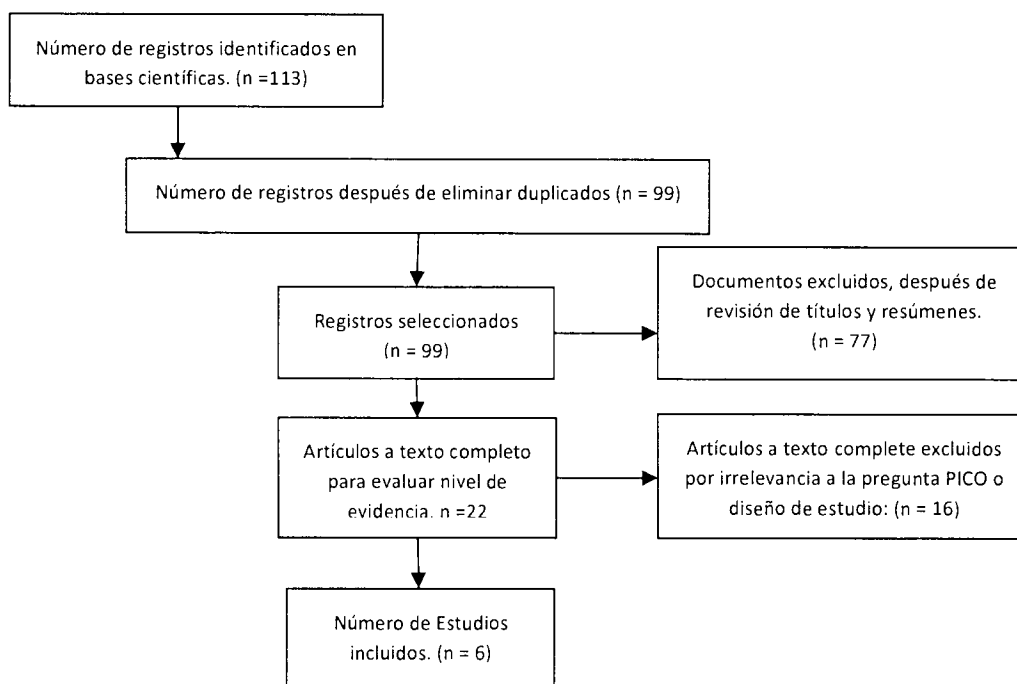 Número de registros identificados en
bases científicas. (n =113)
Número de registros después de eliminar duplicados (n = 99)
Registros seleccionados
(n = 99)
Documentos excluidos, después de
revisión de títulos y resúmenes.
(n = 77)
Artículos a texto completo
para evaluar nivel de
evidencia. n =22
Artículos a texto complete excluidos
por irrelevancia a la pregunta PICO o
diseño de estudio: (n = 16)
Número de Estudios
incluidos. (n = 6)